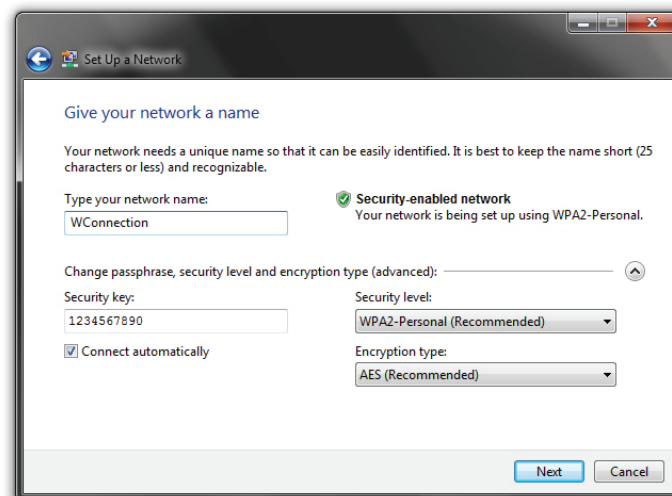 Set Up a Network
Give your network a name
Your network needs a unique name so that it can be easily identified. It is best to keep the name short (25
characters or less) and recognizable.
Type your network name:
WConnection
Security-enabled network
Your network is being set up using WPA2-Personal.
Change passphrase, security level and encryption type (advanced):
Security key:
1234567890
Security level:
WPA2-Personal (Recommended)
Connect automatically
Encryption type:
AES (Recommended)
Next
Cancel